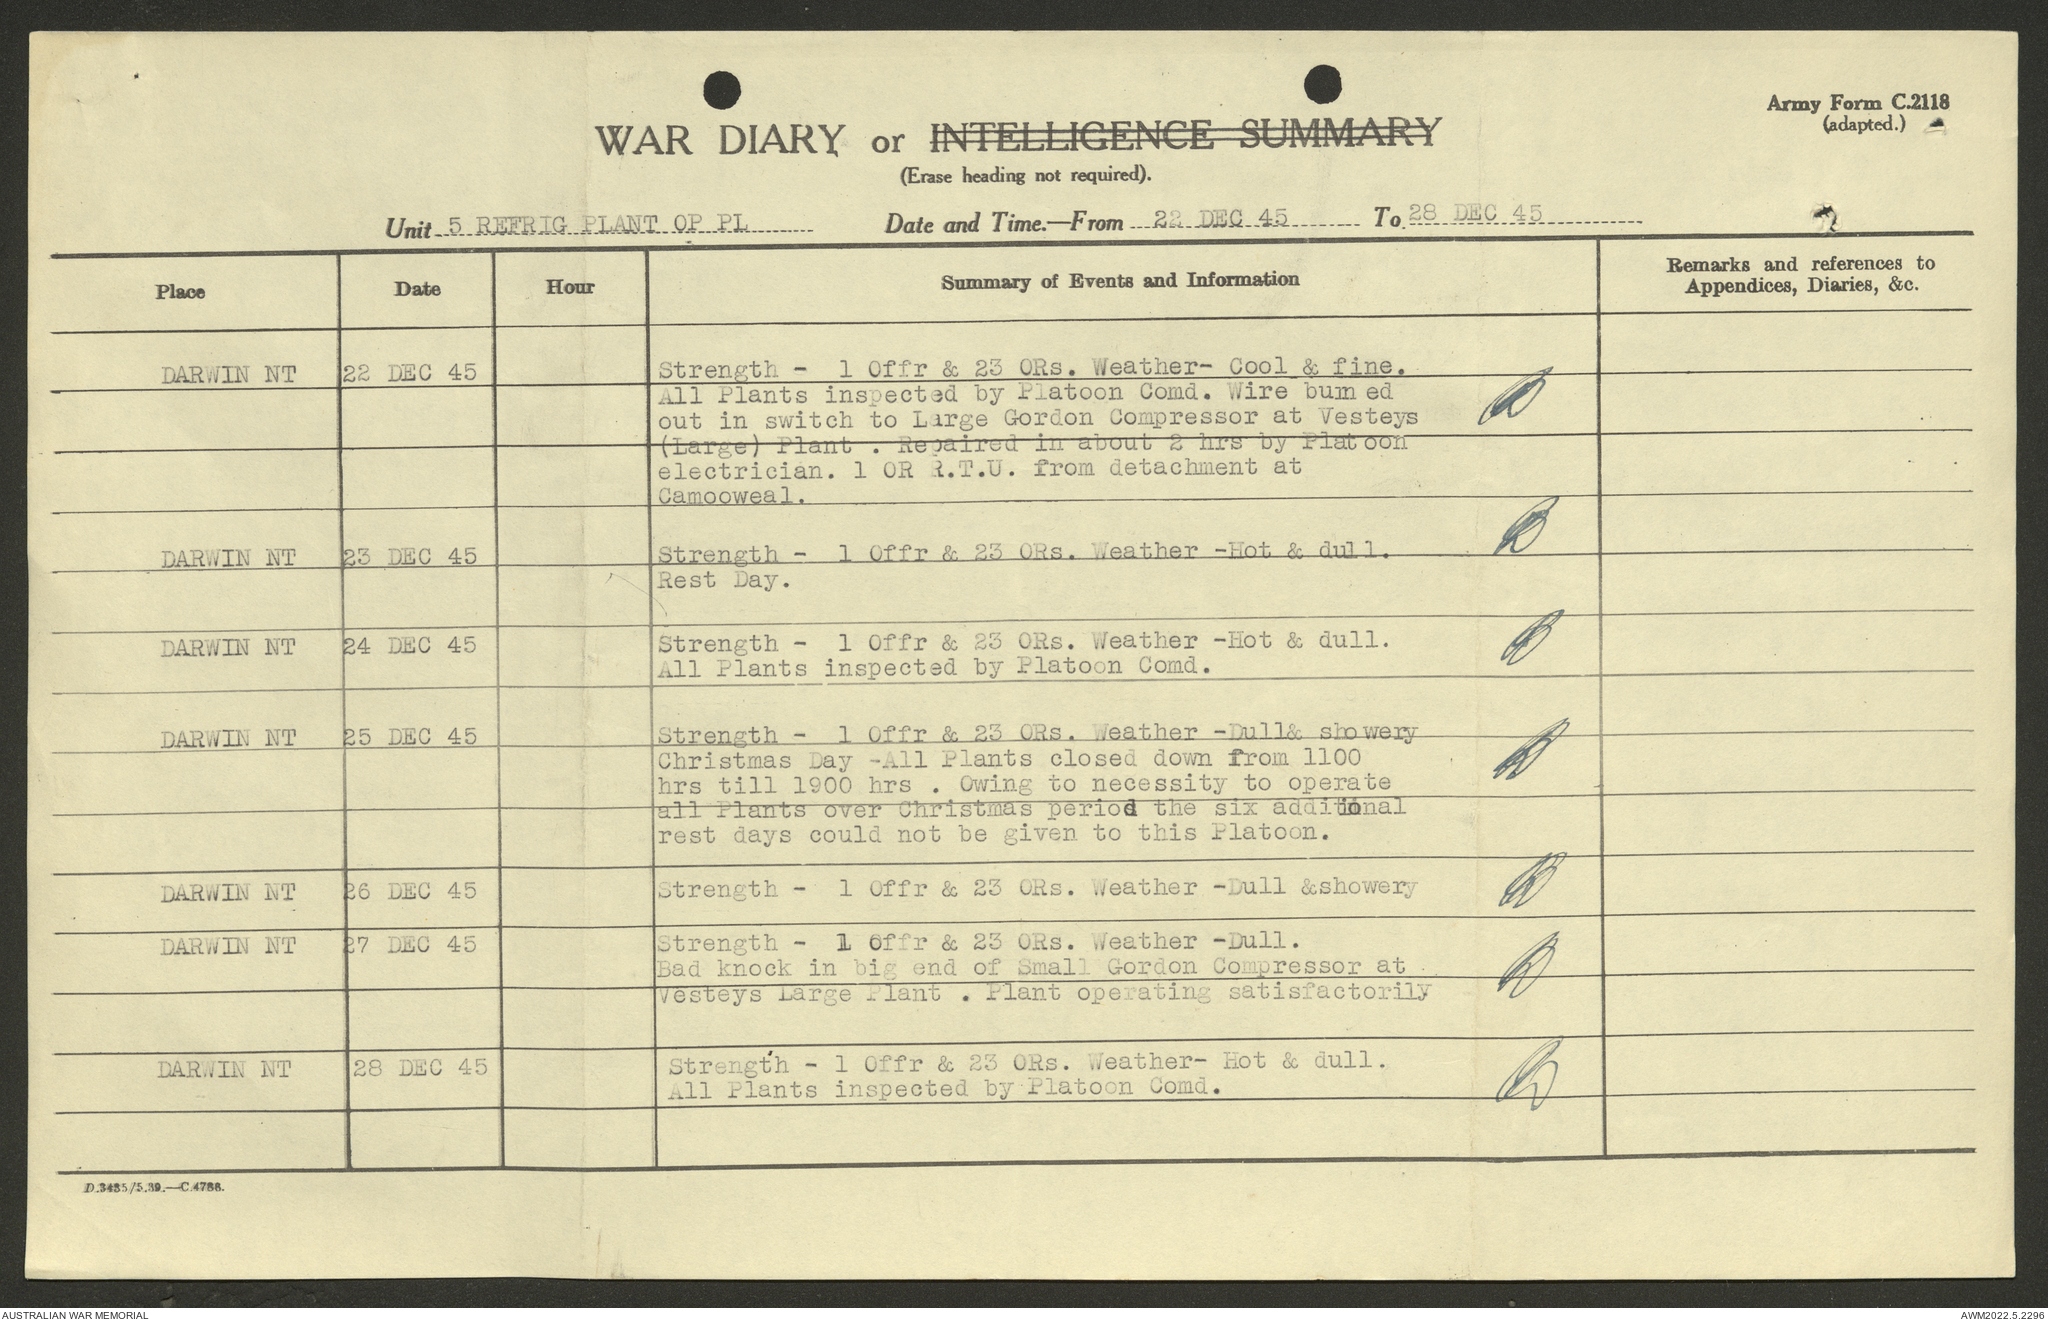 Army Form C.2118
(adapted.)
WAR DIARY or INTELLIGENCE SUMMARY
(Erase heading not required).
Unit 5 REFRIG PLANT OP PL Date and Time.—From 22 DEC 45 To 28 DEC 45
Place Date Hour Summary of Events and Information Remarks and references to
Appendices, Diaries, &c.
DARWIN NT 22 DEC 45 Strength - 1 Offr & 23 ORs. Weather- Cool & fine.
All Plants inspected by Platoon Comd. Wire burn ed
out in switch to Large Gordon Compressor at Vesteys
(Large) Plant . Repaired in about 2 hrs by Platoon
electrician. 1 OR R.T.U. from detachment at
Camooweal.
DARWIN NT 23 DEC 45 Strength - 1 Offr & 23 ORs. Weather -Hot & dull.
Rest Day.
DARWIN NT 24 DEC 45 Strength - 1 Offr & 23 ORs. Weather -Hot & dull.
All Plants inspected by Platoon Comd.
DARWIN NT 25 DEC 45 Strength - 1 Offr & 23 ORs. Weather -Dull& showery
Christmas Day -All Plants closed down from 1100
hrs till 1900 hrs . Owing to necessity to operate
all Plants over Christmas period the six additional
rest days could not be given to this Platoon.
DARWIN NT 26 DEC 45 Strength - 1 Offr & 23 ORs. Weather -Dull &showery
DARWIN NT 27 DEC 45 Strength - 1 Offr & 23 ORs. Weather -Dull.
Bad knock in big end of Small Gordon Compressor at
Vesteys Large Plant . Plant operating satisfactorily
DARWIN NT 28 DEC 45 Strength - 1 Offr & 23 ORs. Weather- Hot & dull.
All Plants inspected by Platoon Comd.
D.3485/5.39.—C.4788.
AUSTRALIAN WAR MEMORIAL AWM2022.5.2296